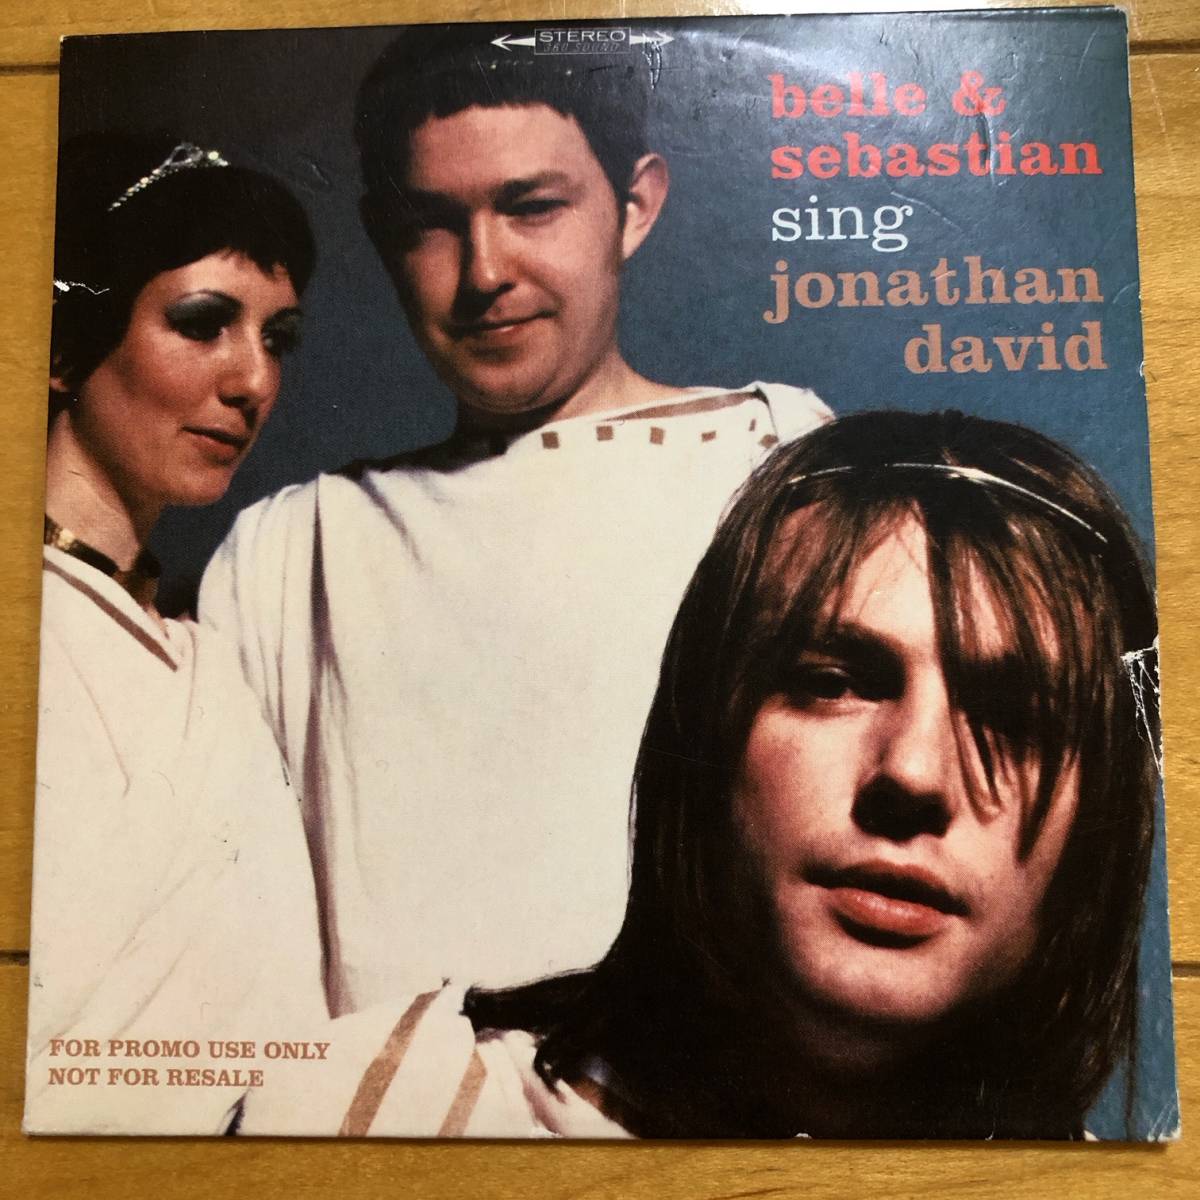 STEREO
360 SOUND
belle &
sebastian
sing
jonathan
david
FOR PROMO USE ONLY
NOT FOR RESALE